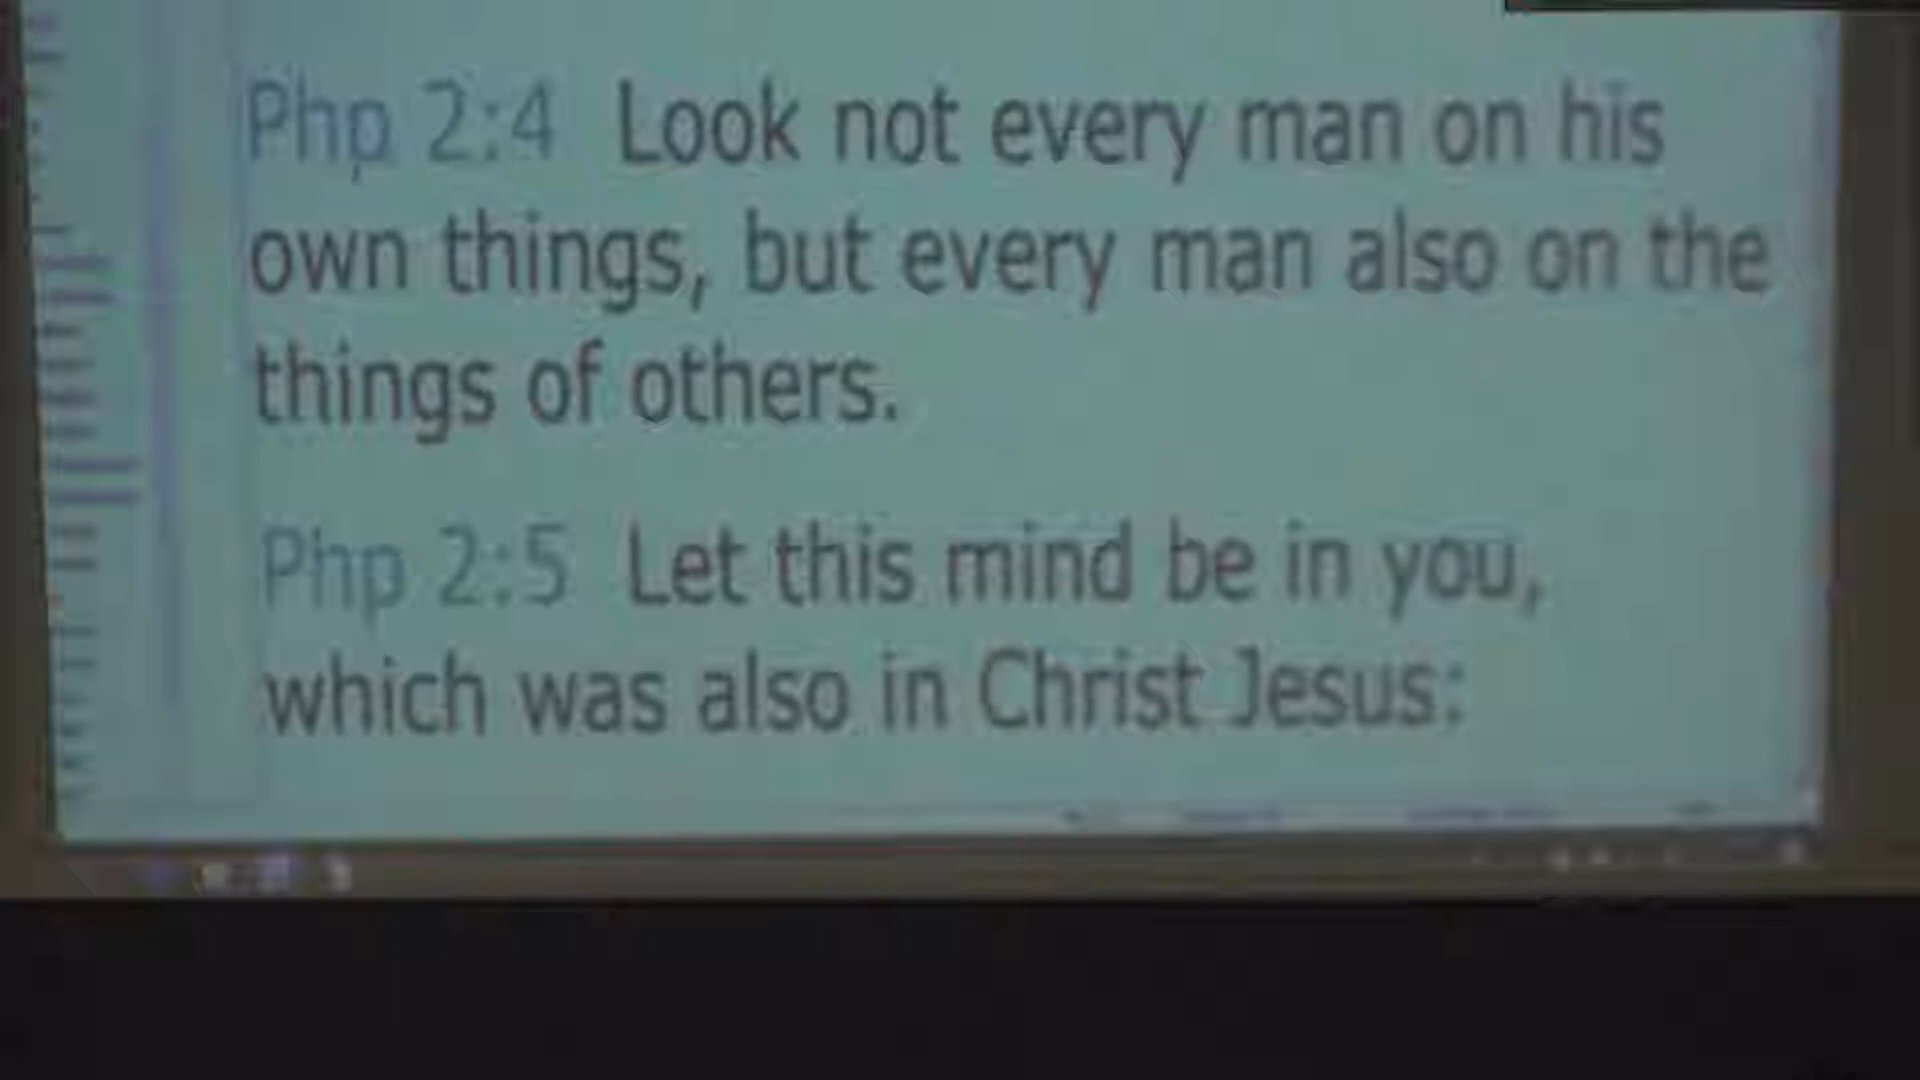 Php 2:4 Look not every man on his
own things, but every man also on the
things of others.
Php 2:5 Let this mind be in you,
which was also in Christ Jesus: